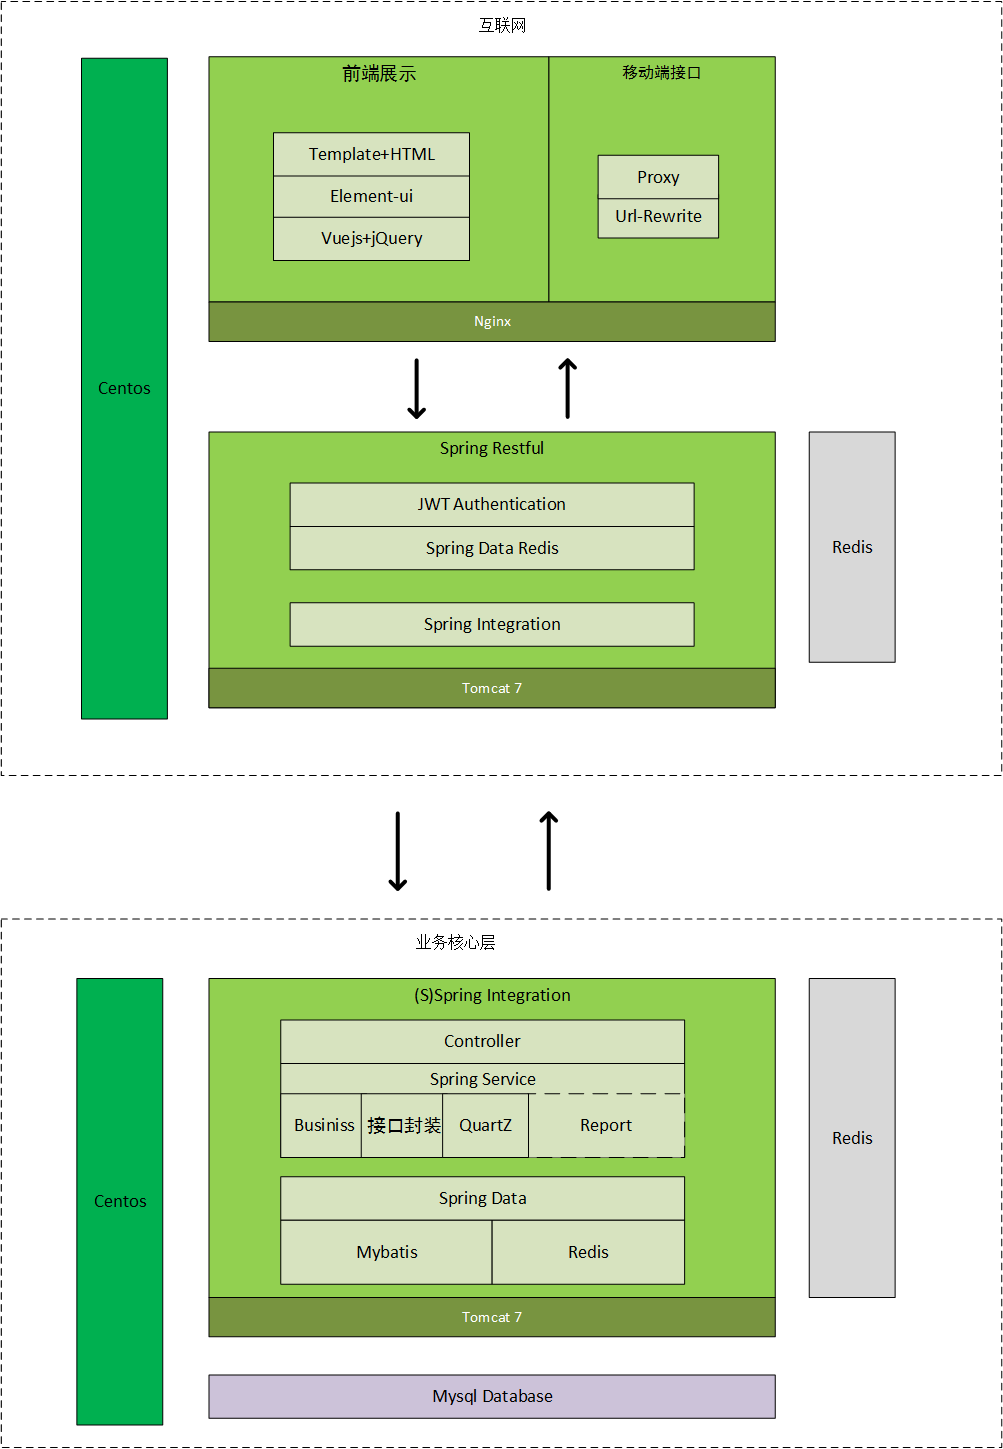 互联网
前端展示
移动端接口
Template+HTML
Element-ui
Vuejs+jQuery
Proxy
Url-Rewrite
Nginx
Centos
Spring Restful
JWT Authentication
Spring Data Redis
Spring Integration
Tomcat 7
Redis
业务核心层
(S)Spring Integration
Controller
Spring Service
Businiss
接口封装
QuartZ
Report
Spring Data
Mybatis
Redis
Tomcat 7
Centos
Redis
Mysql Database